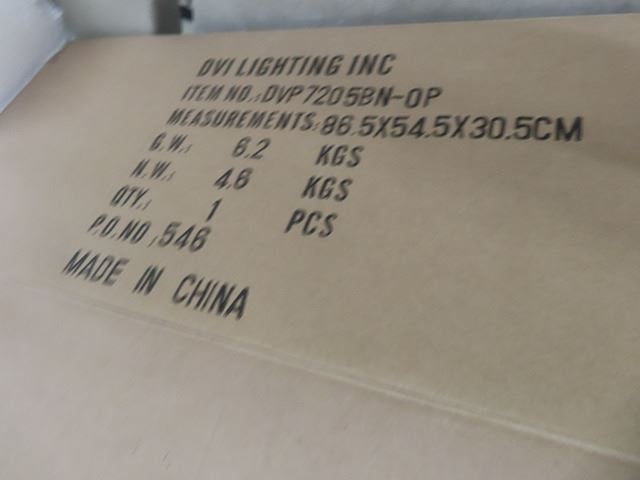 DVI LIGHTING INC
ITEM NO.: DVP7205BN-OP
MEASUREMENTS: 86.5X54.5X30.5CM
G.W.: 6.2 KGS
N.W.: 4.6 KGS
QTY.: 1 PCS
P.O.NO.: 546
MADE IN CHINA